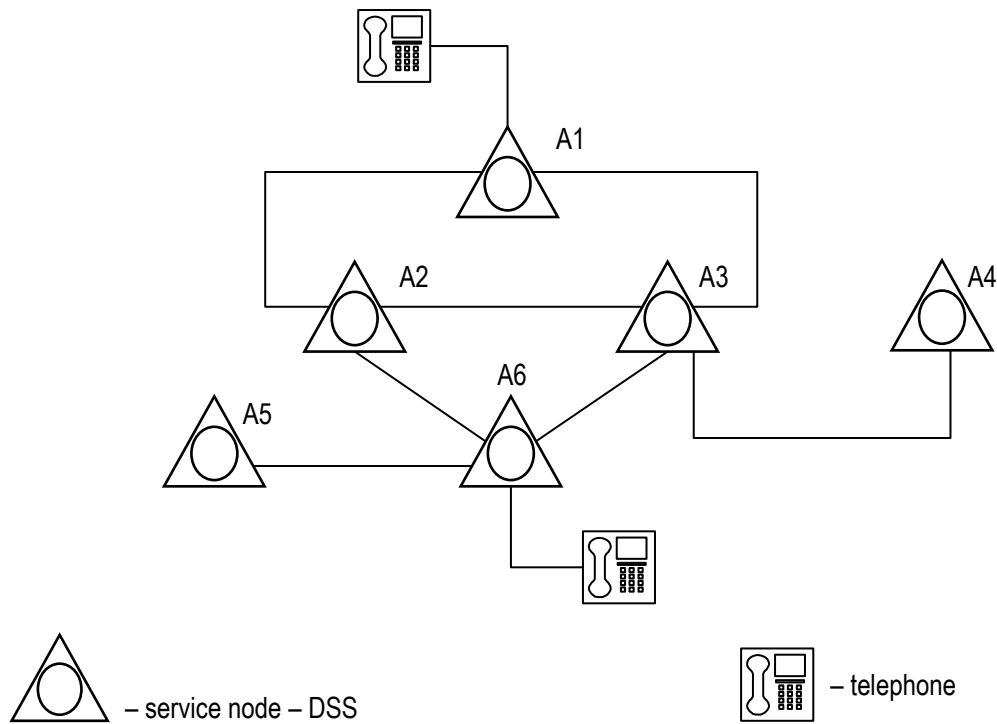 A1
A2
A3
A4
A6
A5
– service node – DSS
– telephone